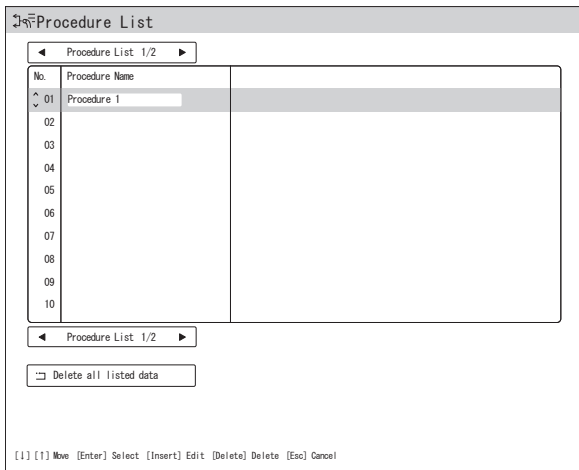 Procedure List
◀ Procedure List 1/2 ▶
No. Procedure Name
01 Procedure 1
02
03
04
05
06
07
08
09
10
◀ Procedure List 1/2 ▶
Delete all listed data
[↓] [↑] Move [Enter] Select [Insert] Edit [Delete] Delete [Esc] Cancel